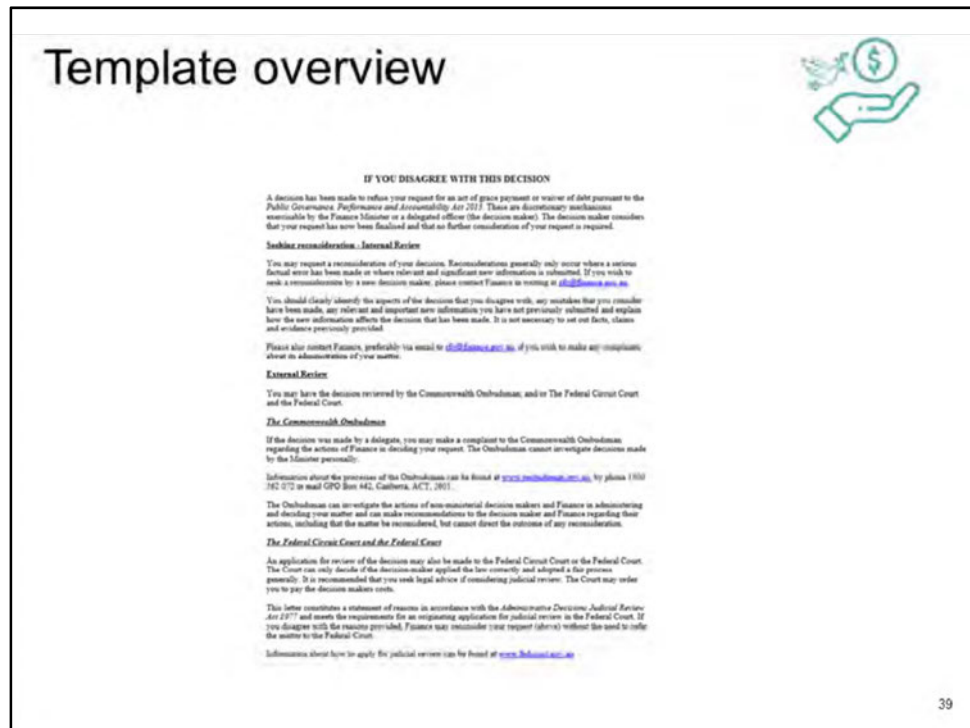 Template overview
$
IF YOU DISAGREE WITH THIS DECISION
A decision has been made to refuse your request for an act of grace payment or waiver of debt pursuant to the
Public Governance, Performance and Accountability Act 2013. These are discretionary mechanisms
exercisable by the Finance Minister or a delegated officer (the decision maker). The decision maker considers
that your request has now been finalised and that no further consideration of your request is required.
Seeking reconsideration - Internal Review
You may request a reconsideration of your decision. Reconsiderations generally only occur where a serious
factual error has been made or where relevant and significant new information is submitted. If you wish to
seek a reconsideration by a new decision maker, please contact Finance in writing at
You should clearly identify the aspects of the decision that you disagree with, any mistakes that you consider
have been made, any relevant and important new information you have not previously submitted and explain
how the new information affects the decision that has been made. It is not necessary to set out facts, claims
and evidence previously provided.
Please also contact Finance, preferably via email to if you wish to make any complaints
about its administration of your matter.
External Review
You may have the decision reviewed by the Commonwealth Ombudsman; and/or The Federal Circuit Court
and the Federal Court.
The Commonwealth Ombudsman
If the decision was made by a delegate, you may make a complaint to the Commonwealth Ombudsman
regarding the actions of Finance in deciding your request. The Ombudsman cannot investigate decisions made
by the Minister personally.
Information about the processes of the Ombudsman can be found at www.ombudsman.gov.au, by phone 1300
362 072 or mail GPO Box 442, Canberra, ACT, 2601.
The Ombudsman can investigate the actions of non-ministerial decision makers and Finance in administering
and deciding your matter and can make recommendations to the decision maker and Finance regarding their
actions, including that the matter be reconsidered, but cannot direct the outcome of any reconsideration.
The Federal Circuit Court and the Federal Court
An application for review of the decision may also be made to the Federal Circuit Court or the Federal Court.
The Court can only decide if the decision-maker applied the law correctly and adopted a fair process
generally. It is recommended that you seek legal advice if considering judicial review. The Court may order
you to pay the decision makers costs.
This letter constitutes a statement of reasons in accordance with the Administrative Decisions Judicial Review
Act 1977 and meets the requirements for an originating application for judicial review in the Federal Court. If
you disagree with the reasons provided, Finance may reconsider your request (above) without the need to refer
the matter to the Federal Court.
Information about how to apply for judicial review can be found at www.fedcourt.gov.au
39